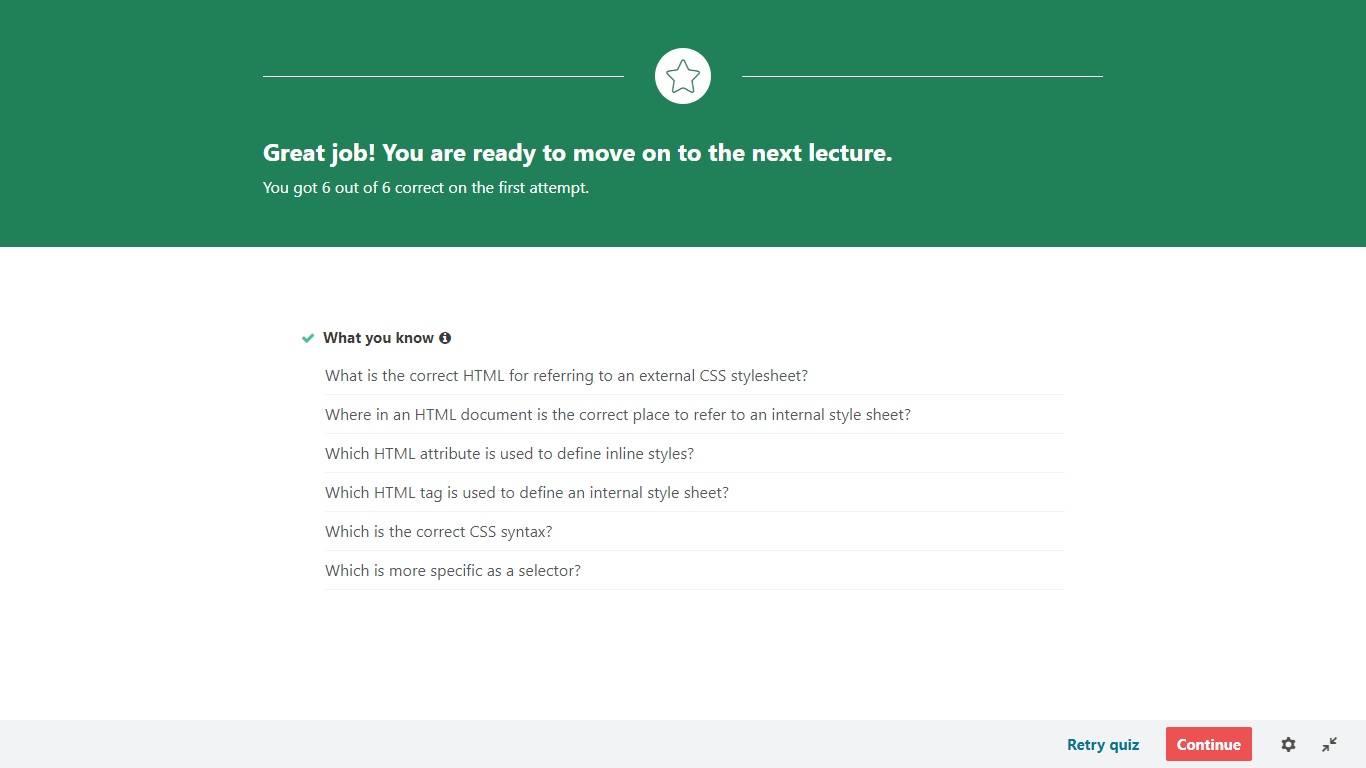 Great job! You are ready to move on to the next lecture.
You got 6 out of 6 correct on the first attempt.
What you know
What is the correct HTML for referring to an external CSS stylesheet?
Where in an HTML document is the correct place to refer to an internal style sheet?
Which HTML attribute is used to define inline styles?
Which HTML tag is used to define an internal style sheet?
Which is the correct CSS syntax?
Which is more specific as a selector?
Retry quiz
Continue